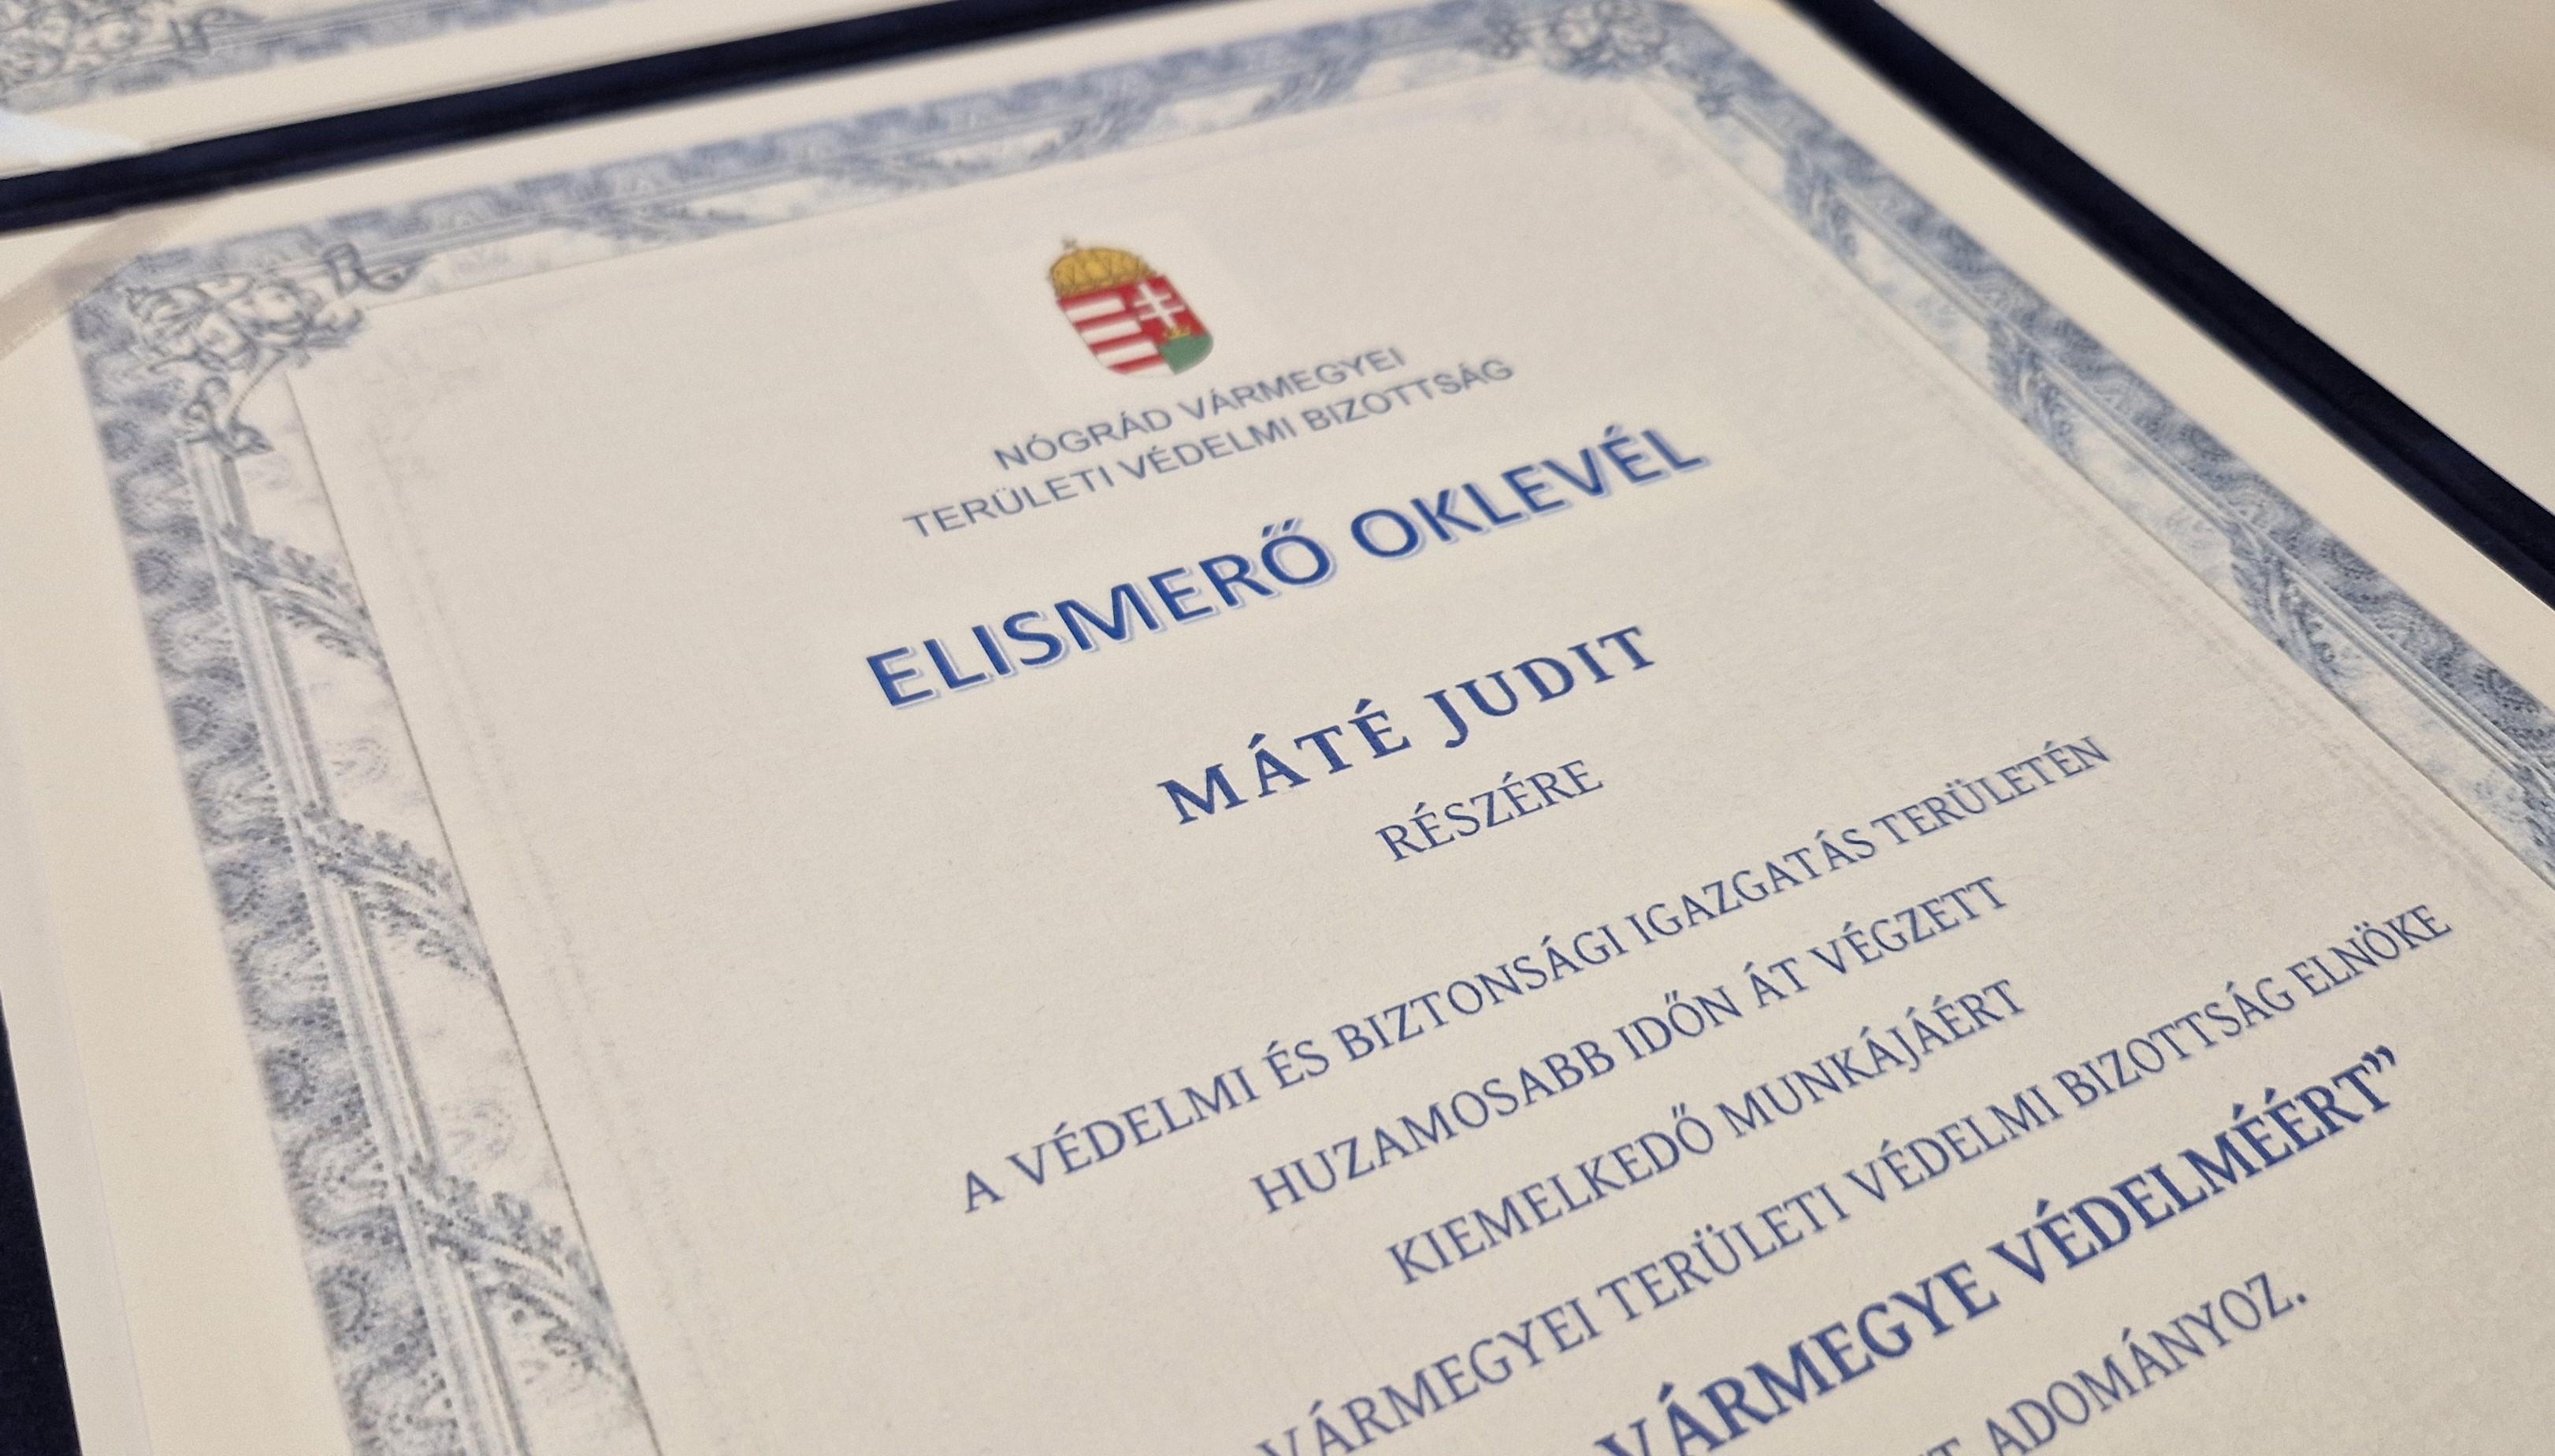 NÓGRÁD VÁRMEGYEI
TERÜLETI VÉDELMI BIZOTTSÁG
ELISMERŐ OKLEVÉL
MÁTÉ JUDIT
RÉSZÉRE
A VÉDELMI ÉS BIZTONSÁGI IGAZGATÁS TERÜLETÉN
HUZAMOSABB IDŐN ÁT VÉGZETT
KIEMELKEDŐ MUNKÁJÁÉRT
VÁRMEGYEI TERÜLETI VÉDELMI BIZOTTSÁG ELNÖKE
VÁRMEGYE VÉDELMÉÉRT”
ADOMÁNYOZ.